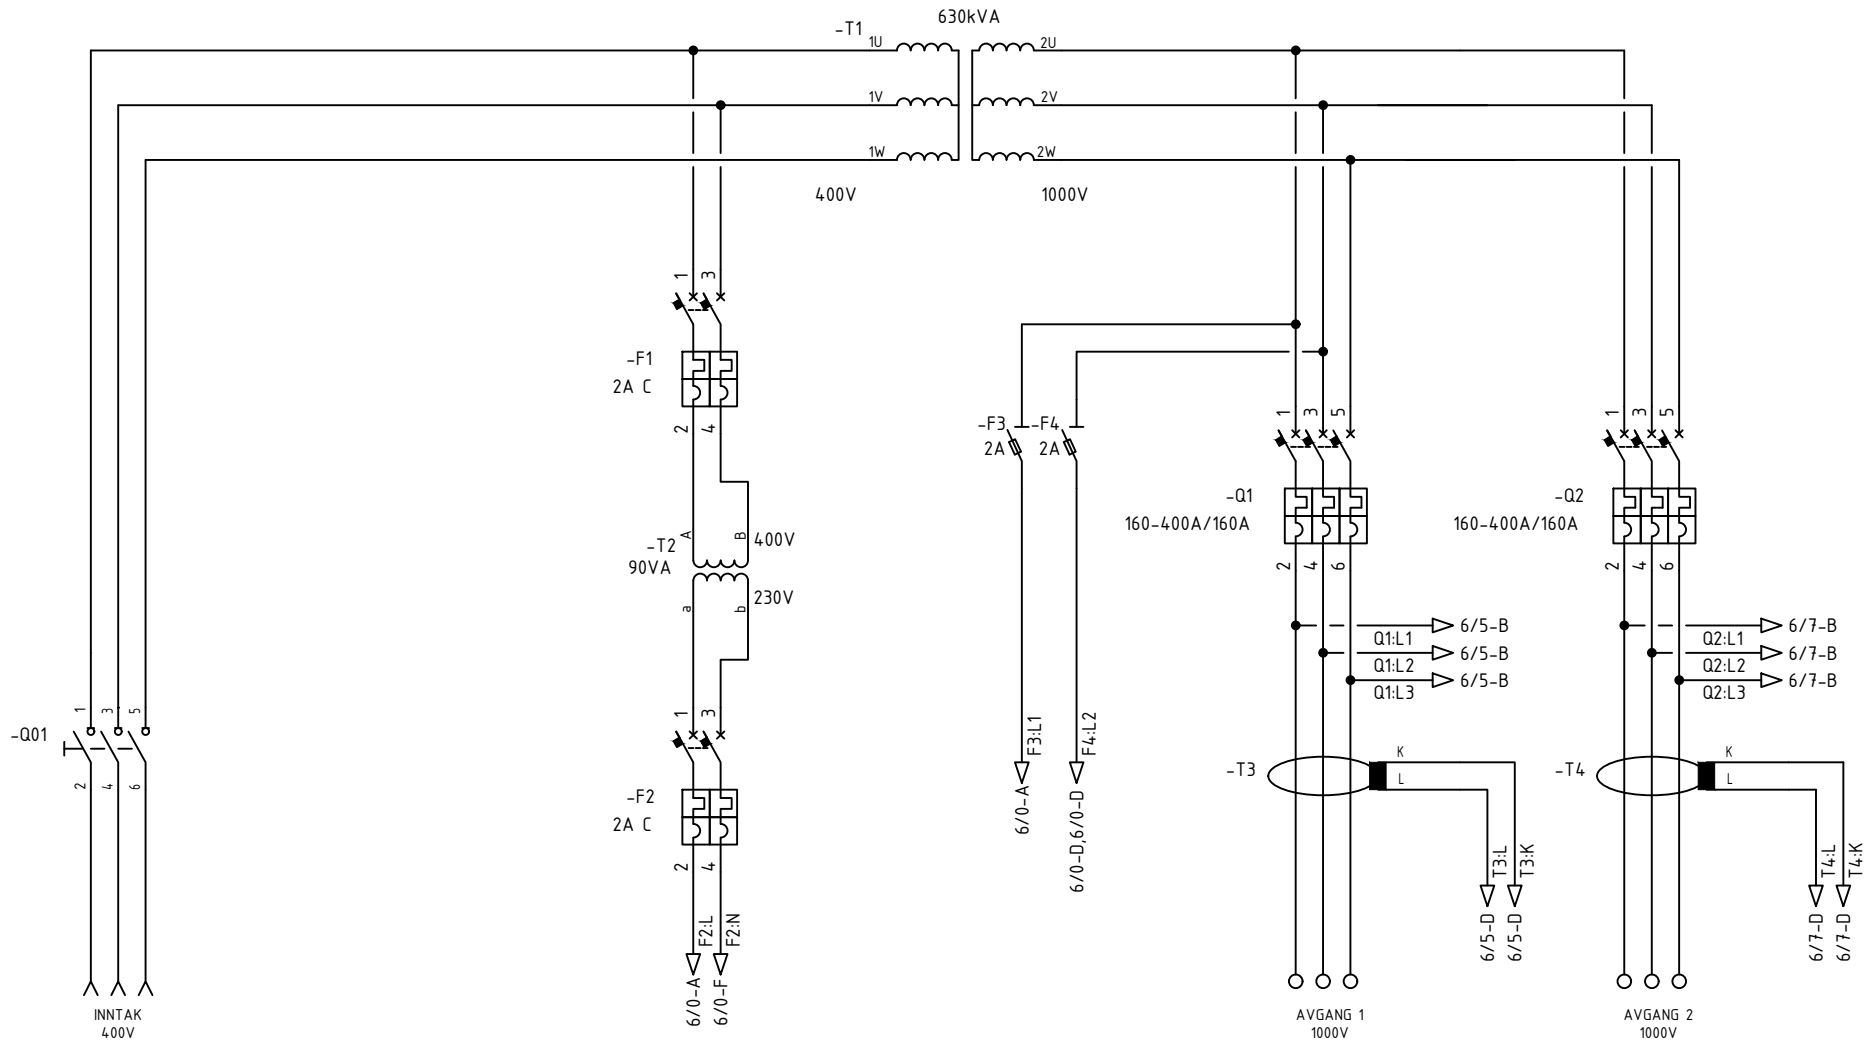 630kVA
-T1
1U
2U
1V
2V
1W
2W
400V
1000V
1
3
-F1
2A C
2
4
A
B
400V
-T2
90VA
230V
a
b
1
3
-F2
2A C
2
4
F2:L
F2:N
6/0-A
6/0-F
1
3
5
-Q01
2
4
6
INNTAK
400V
-F3
2A
-F4
2A
F3:L1
F4:L2
6/0-A
6/0-D,6/0-D
1
3
5
-Q1
160-400A/160A
2
4
6
Q1:L1
6/5-B
Q1:L2
6/5-B
Q1:L3
6/5-B
-T3
K
L
T3:L
T3:K
6/5-D
6/5-D
AVGANG 1
1000V
1
3
5
-Q2
160-400A/160A
2
4
6
Q2:L1
6/7-B
Q2:L2
6/7-B
Q2:L3
6/7-B
-T4
K
L
T4:L
T4:K
6/7-D
6/7-D
AVGANG 2
1000V